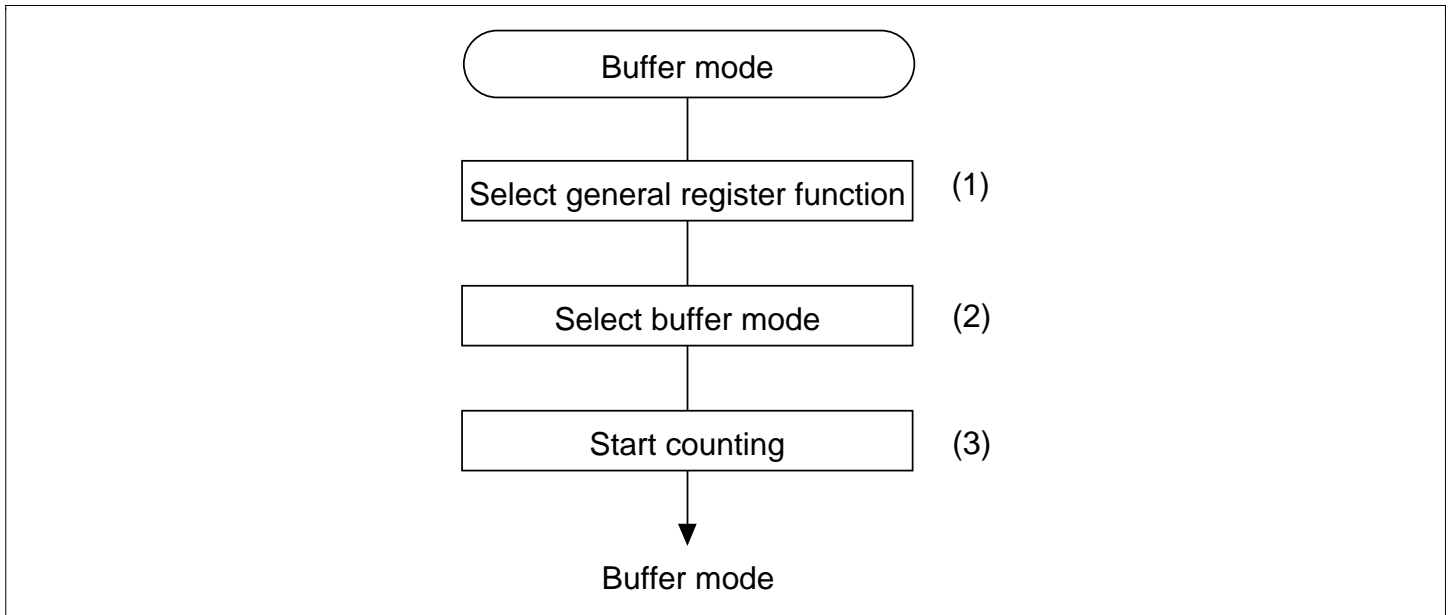 Buffer mode
Select general register function (1)
Select buffer mode (2)
Start counting (3)
Buffer mode